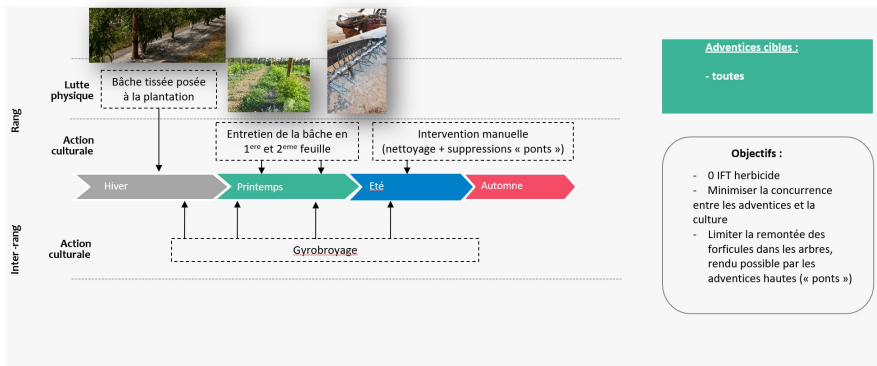 Rang
Lutte
physique
Bâche tissée posée
à la plantation
Action
culturale
Entretien de la bâche en
1ere et 2eme feuille
Intervention manuelle
(nettoyage + suppressions « ponts »)
Hiver
Printemps
Eté
Automne
Inter-rang
Action
culturale
Gyrobroyage
Adventices cibles :
- toutes
Objectifs :
- 0 IFT herbicide
- Minimiser la concurrence
entre les adventices et la
culture
- Limiter la remontée des
forficules dans les arbres,
rendu possible par les
adventices hautes (« ponts »)